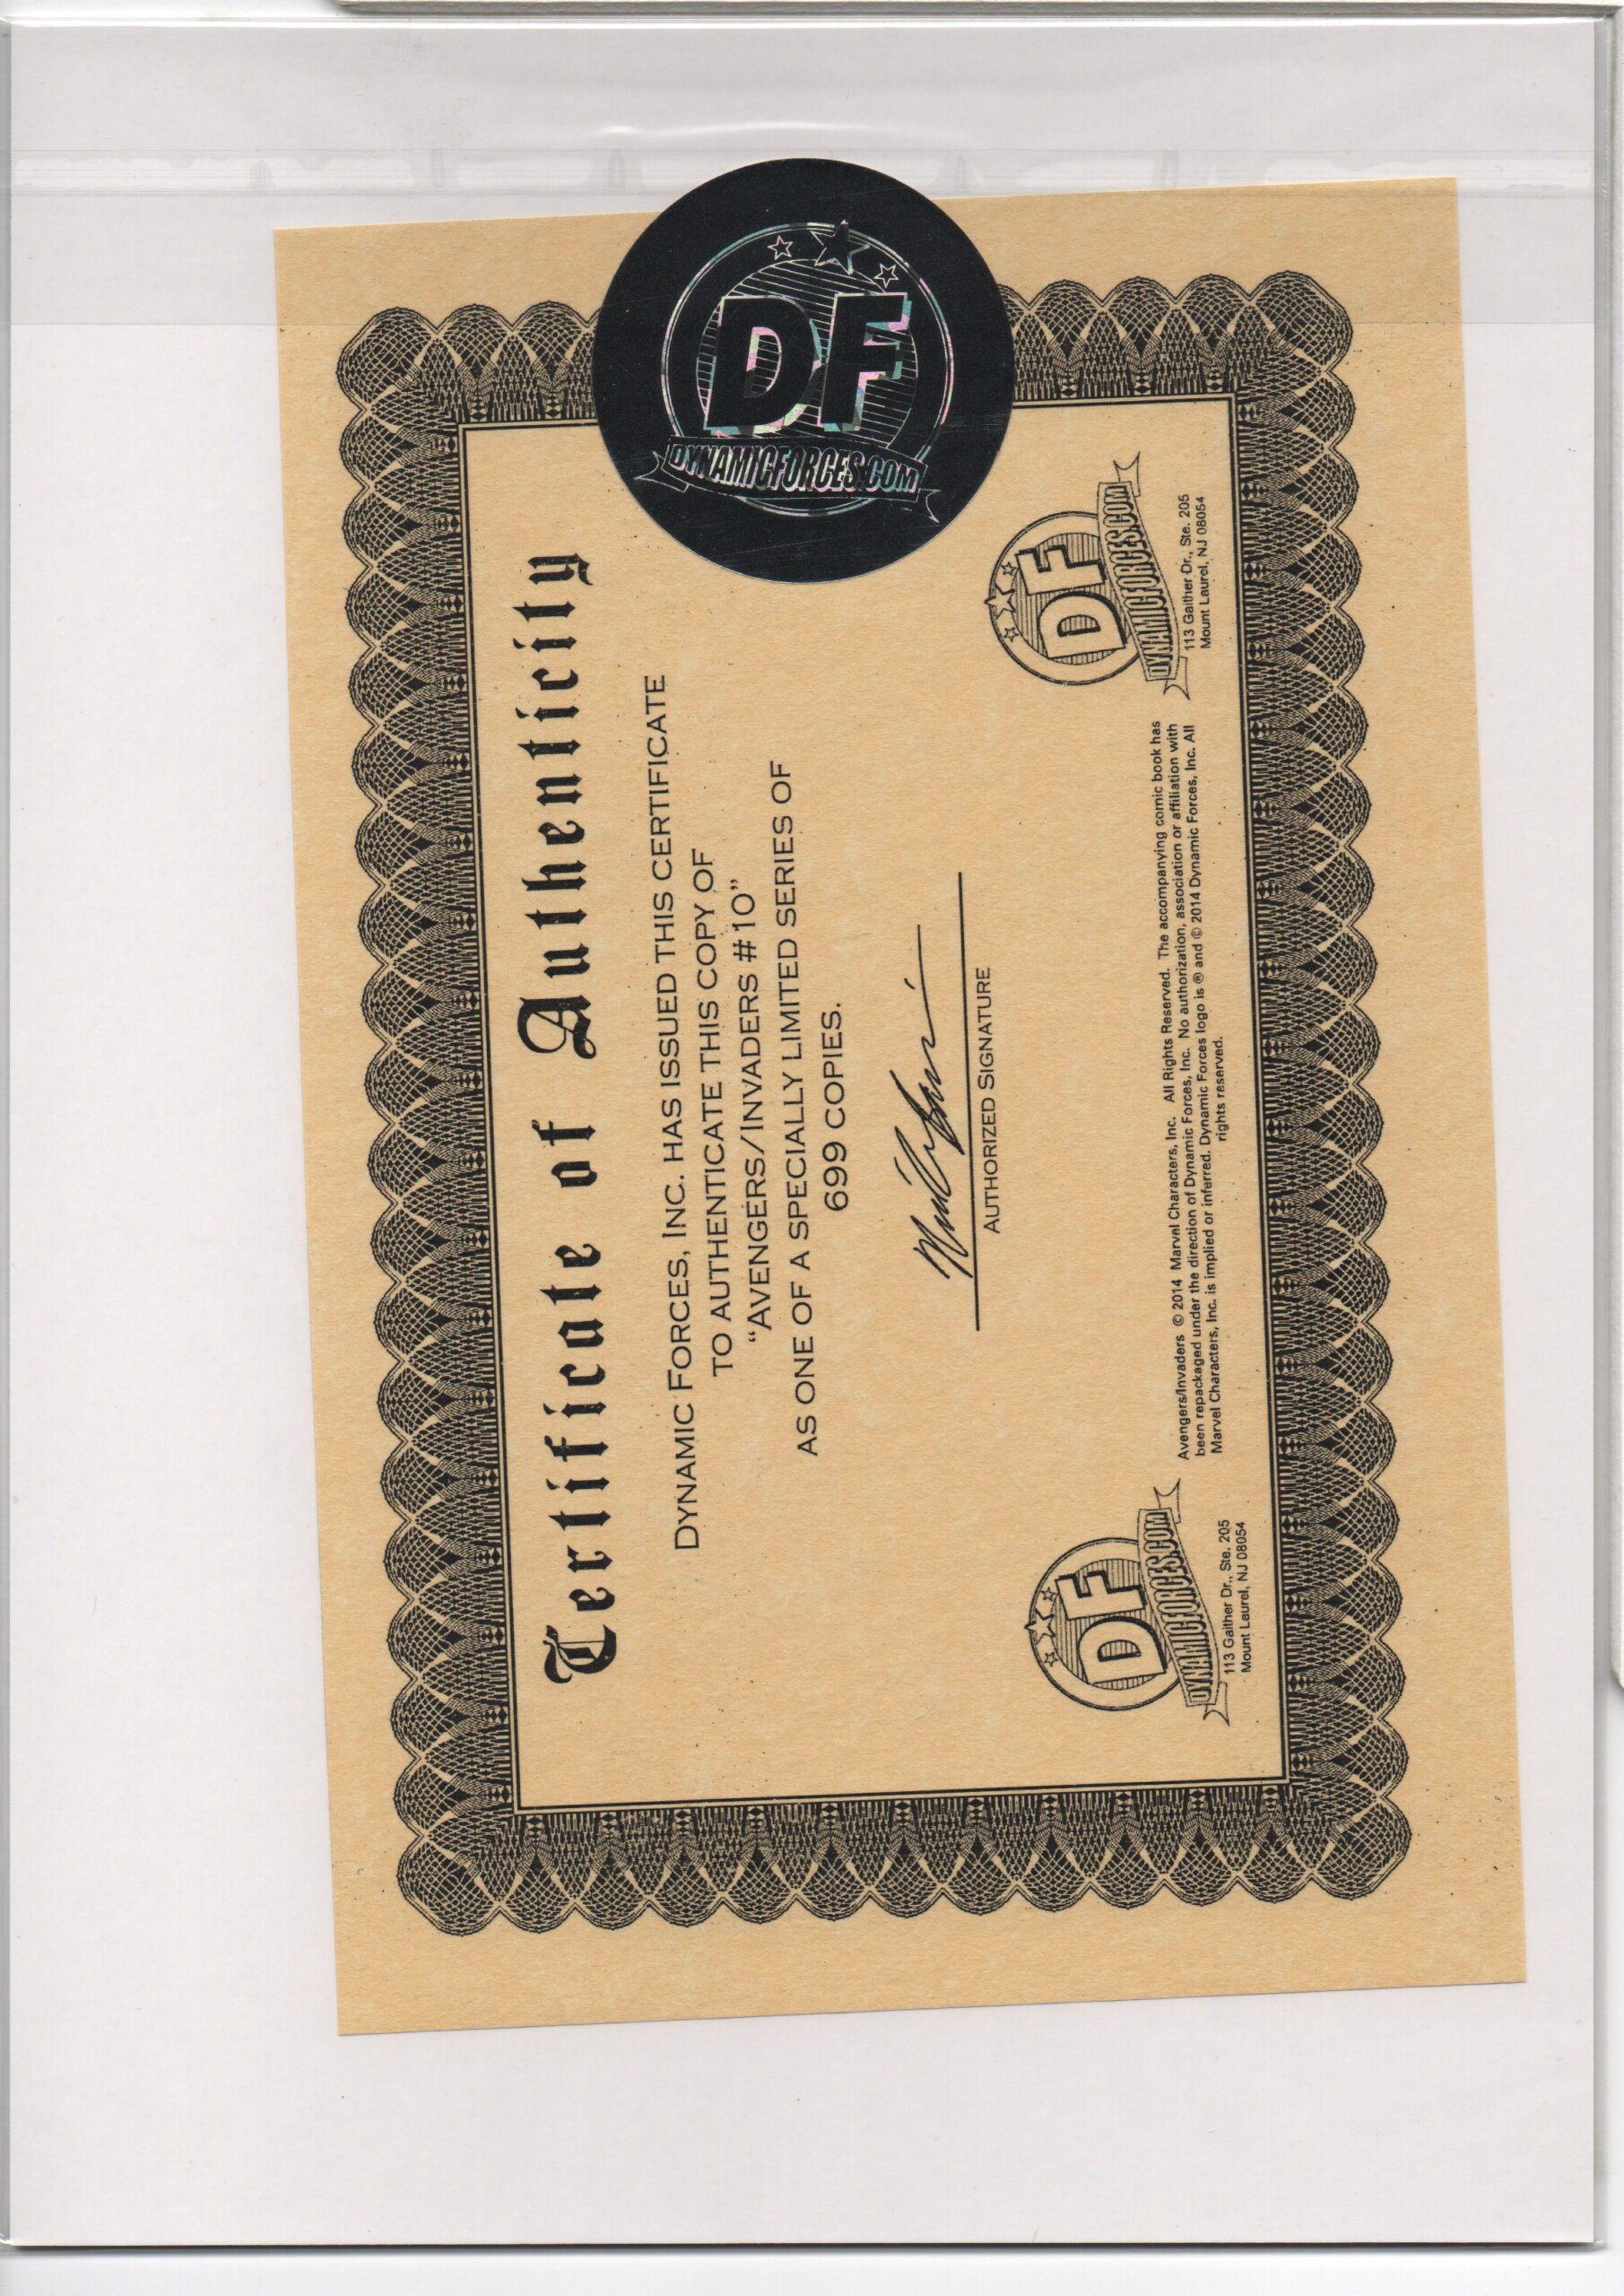 DF
DYNAMICFORCES.COM
Certificate of Authenticity
DYNAMIC FORCES, INC. HAS ISSUED THIS CERTIFICATE
TO AUTHENTICATE THIS COPY OF
“AVENGERS/INVADERS #10”
AS ONE OF A SPECIALLY LIMITED SERIES OF
699 COPIES.
AUTHORIZED SIGNATURE
DF
DYNAMICFORCES.COM
113 Gaither Dr., Ste. 205
Mount Laurel, NJ 08054
Avengers/Invaders © 2014 Marvel Characters, Inc. All Rights Reserved. The accompanying comic book has
been repackaged under the direction of Dynamic Forces, Inc. No authorization, association or affiliation with
Marvel Characters, Inc. is implied or inferred. Dynamic Forces logo is ® and © 2014 Dynamic Forces, Inc. All
rights reserved.
DF
DYNAMICFORCES.COM
113 Gaither Dr., Ste. 205
Mount Laurel, NJ 08054